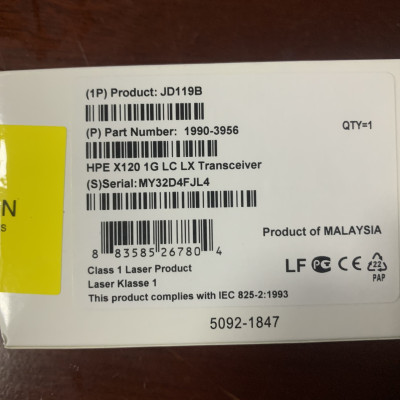 (1P) Product: JD119B
(P) Part Number: 1990-3956
QTY=1
HPE X120 1G LC LX Transceiver
(S)Serial: MY32D4FJL4
8 83585 26780 4
Product of MALAYSIA
Class 1 Laser Product
Laser Klasse 1
This product complies with IEC 825-2:1993
LF PC CE 22 PAP
5092-1847
N
S